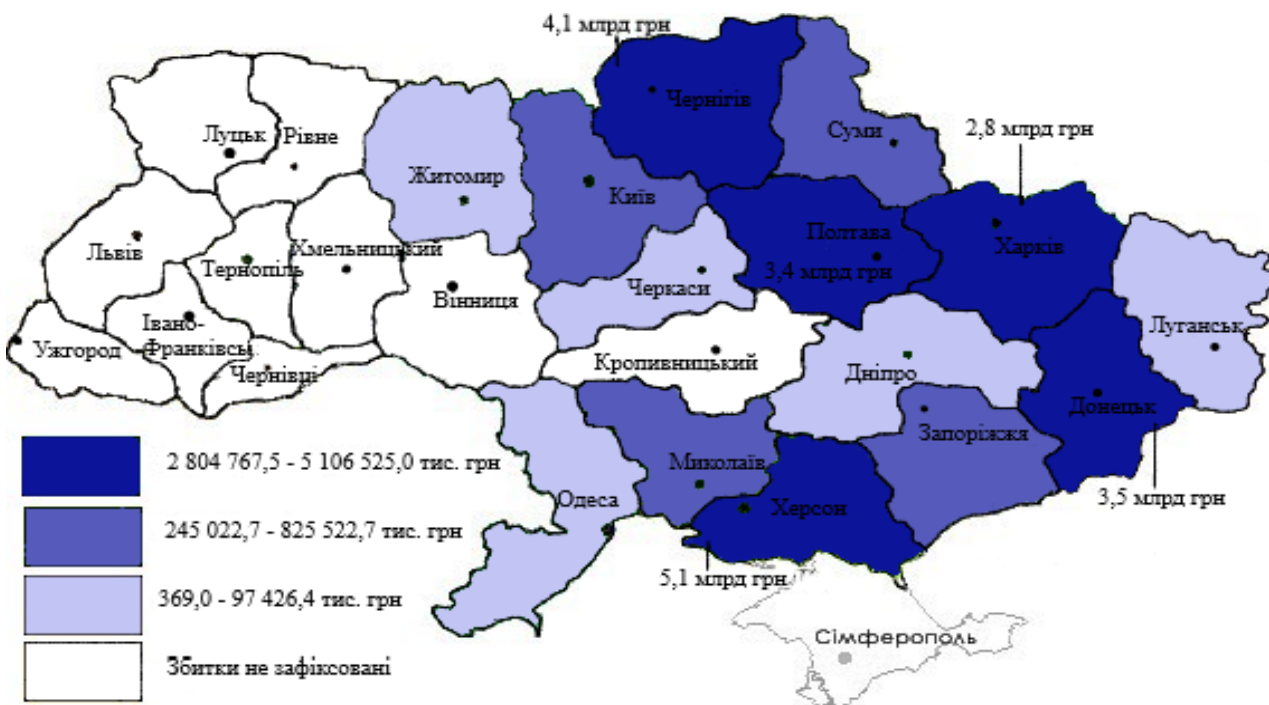 4,1 млрд грн
Чернігів
Суми
2,8 млрд грн
Луцьк
Рівне
Житомир
Київ
Полтава
3,4 млрд грн
Харків
Львів
Тернопіль
Хмельницький
Вінниця
Черкаси
Луганськ
Ужгород
Івано-
Франківсь
Чернівці
Кропивницький
Дніпро
Донецьк
3,5 млрд грн
Запоріжжя
Миколаїв
Одеса
Херсон
5,1 млрд грн
Сімферополь
2 804 767,5 - 5 106 525,0 тис. грн
245 022,7 - 825 522,7 тис. грн
369,0 - 97 426,4 тис. грн
Збитки не зафіксовані